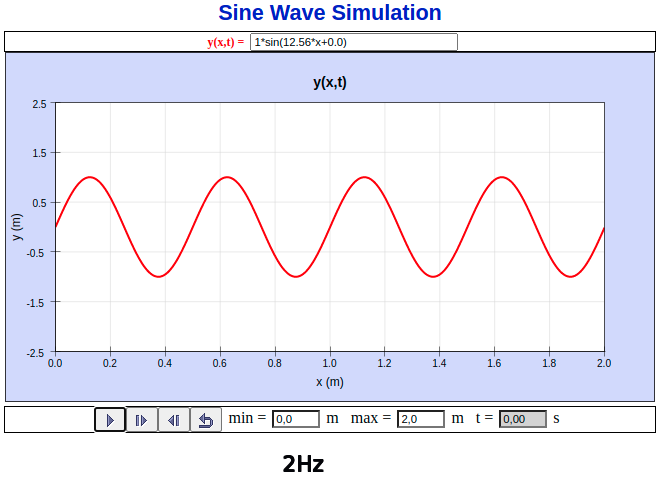 Sine Wave Simulation
y(x,t) = 1*sin(12.56*x+0.0)
y(x,t)
2.5
1.5
0.5
-0.5
-1.5
-2.5
y (m)
0.0 0.2 0.4 0.6 0.8 1.0 1.2 1.4 1.6 1.8 2.0
x (m)
min = 0,0 m max = 2,0 m t = 0,00 s
2Hz